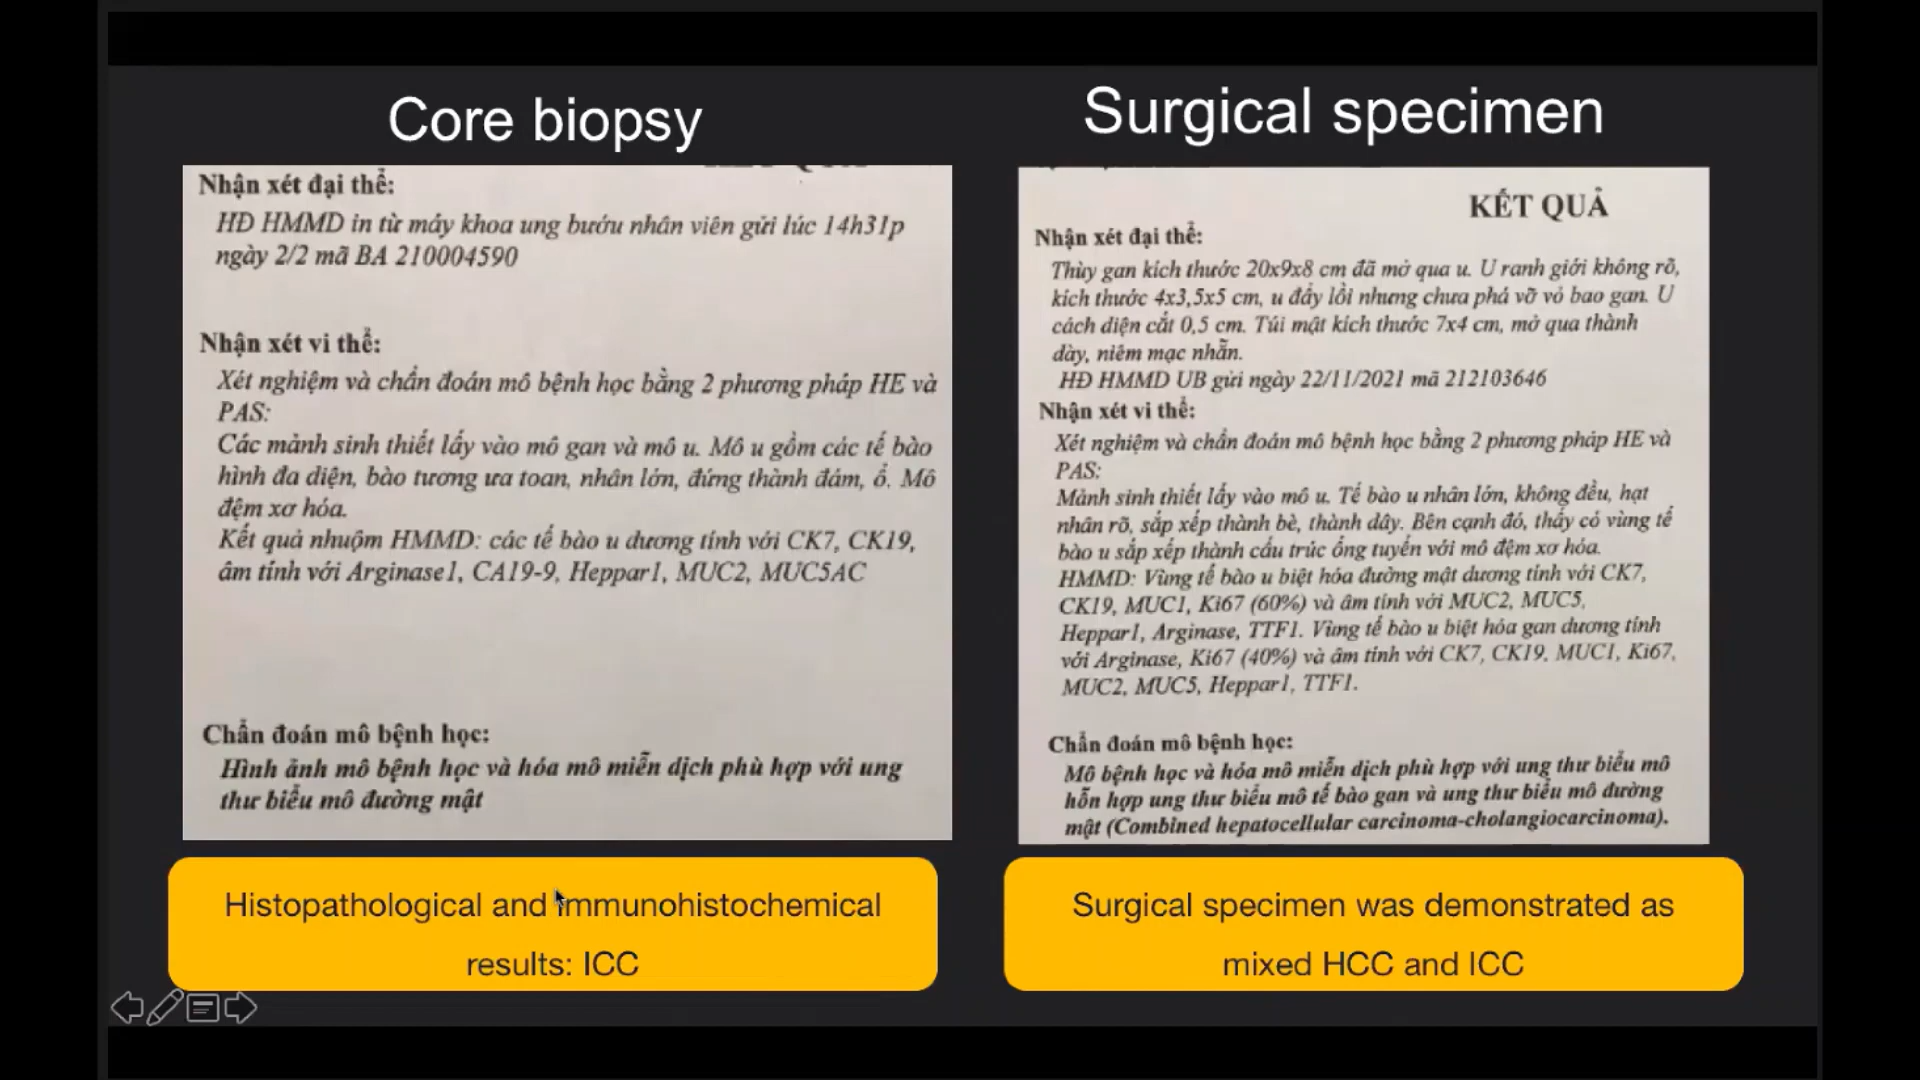 Core biopsy
Nhận xét đại thể:
HĐ HMMD in từ máy khoa ung bướu nhân viên gửi lúc 14h31p
ngày 2/2 mã BA 210004590
Nhận xét vi thể:
Xét nghiệm và chẩn đoán mô bệnh học bằng 2 phương pháp HE và
PAS:
Các mảnh sinh thiết lấy vào mô gan và mô u. Mô u gồm các tế bào
hình đa diện, bào tương ưa toan, nhân lớn, đứng thành đám, ổ. Mô
đệm xơ hóa.
Kết quả nhuộm HMMD: các tế bào u dương tính với CK7, CK19,
âm tính với Arginase1, CA19-9, Heppar1, MUC2, MUC5AC
Chẩn đoán mô bệnh học:
Hình ảnh mô bệnh học và hóa mô miễn dịch phù hợp với ung
thư biểu mô đường mật
Histopathological and immunohistochemical
results: ICC
Surgical specimen
KẾT QUẢ
Nhận xét đại thể:
Thùy gan kích thước 20x9x8 cm đã mở qua u. U ranh giới không rõ,
kích thước 4x3,5x5 cm, u đẩy lồi nhưng chưa phá vỡ vỏ bao gan. U
cách diện cắt 0,5 cm. Túi mật kích thước 7x4 cm, mở qua thành
dày, niêm mạc nhẵn.
HĐ HMMD UB gửi ngày 22/11/2021 mã 212103646
Nhận xét vi thể:
Xét nghiệm và chẩn đoán mô bệnh học bằng 2 phương pháp HE và
PAS:
Mảnh sinh thiết lấy vào mô u. Tế bào u nhân lớn, không đều, hạt
nhân rõ, sắp xếp thành bè, thành dây. Bên cạnh đó, thấy có vùng tế
bào u sắp xếp thành cấu trúc ống tuyến với mô đệm xơ hóa.
HMMD: Vùng tế bào u biệt hóa đường mật dương tính với CK7,
CK19, MUC1, Ki67 (60%) và âm tính với MUC2, MUC5,
Heppar1, Arginase, TTF1. Vùng tế bào u biệt hóa gan dương tính
với Arginase, Ki67 (40%) và âm tính với CK7, CK19, MUC1, Ki67,
MUC2, MUC5, Heppar1, TTF1.
Chẩn đoán mô bệnh học:
Mô bệnh học và hóa mô miễn dịch phù hợp với ung thư biểu mô
hỗn hợp ung thư biểu mô tế bào gan và ung thư biểu mô đường
mật (Combined hepatocellular carcinoma-cholangiocarcinoma).
Surgical specimen was demonstrated as
mixed HCC and ICC